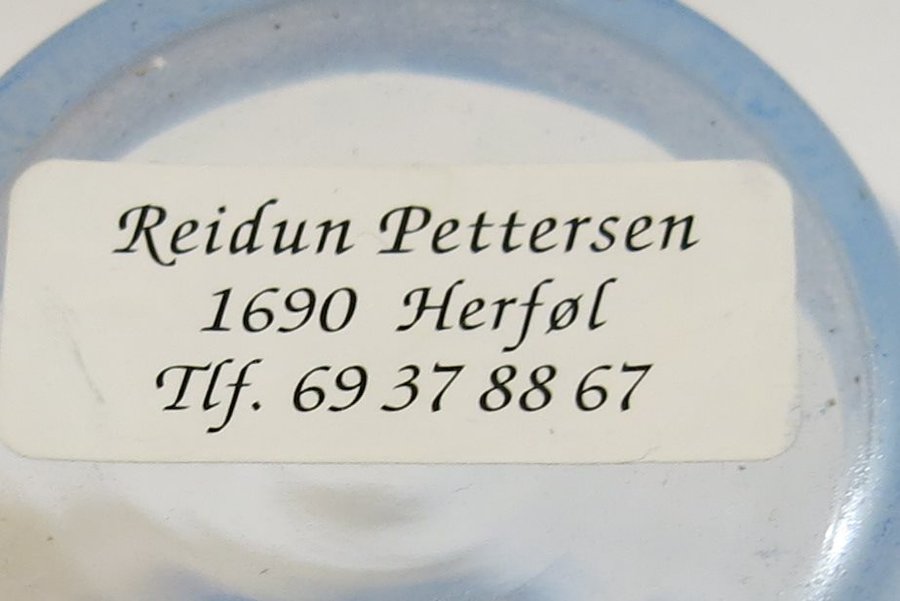 Reidun Pettersen
1690 Herføl
Tlf. 69 37 88 67